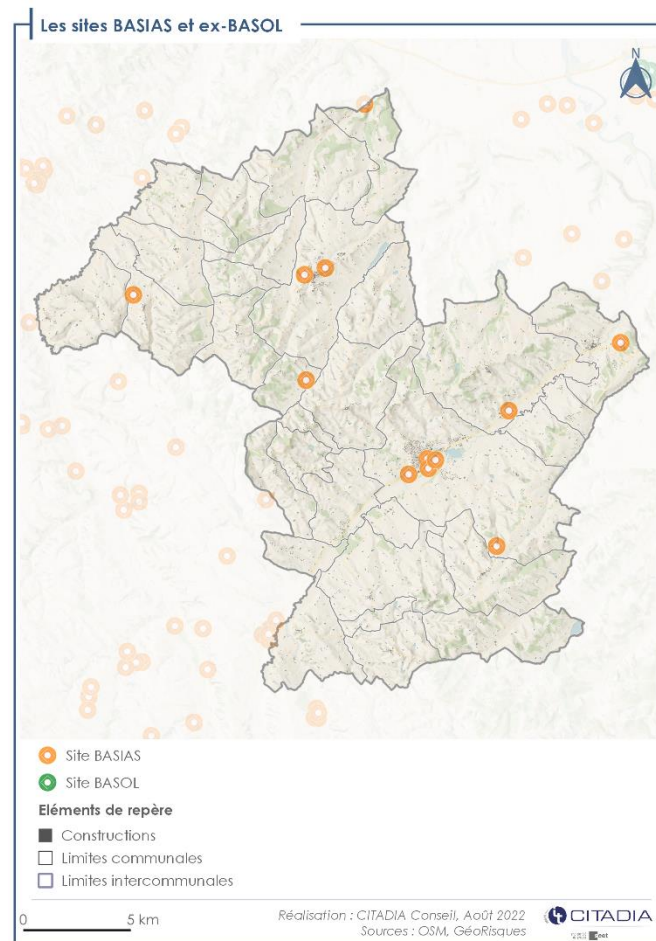 Les sites BASIAS et ex-BASOL
N
Site BASIAS
Site BASOL
Eléments de repère
Constructions
Limites communales
Limites intercommunales
0 5 km
Réalisation : CITADIA Conseil, Août 2022
Sources : OSM, GéoRisques
CITADIA